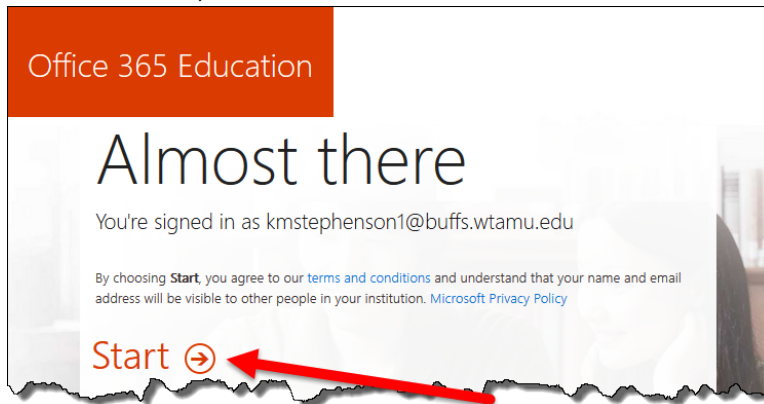 Office 365 Education
Almost there
You're signed in as kmstephenson1@buffs.wtamu.edu
By choosing Start, you agree to our terms and conditions and understand that your name and email
address will be visible to other people in your institution. Microsoft Privacy Policy
Start